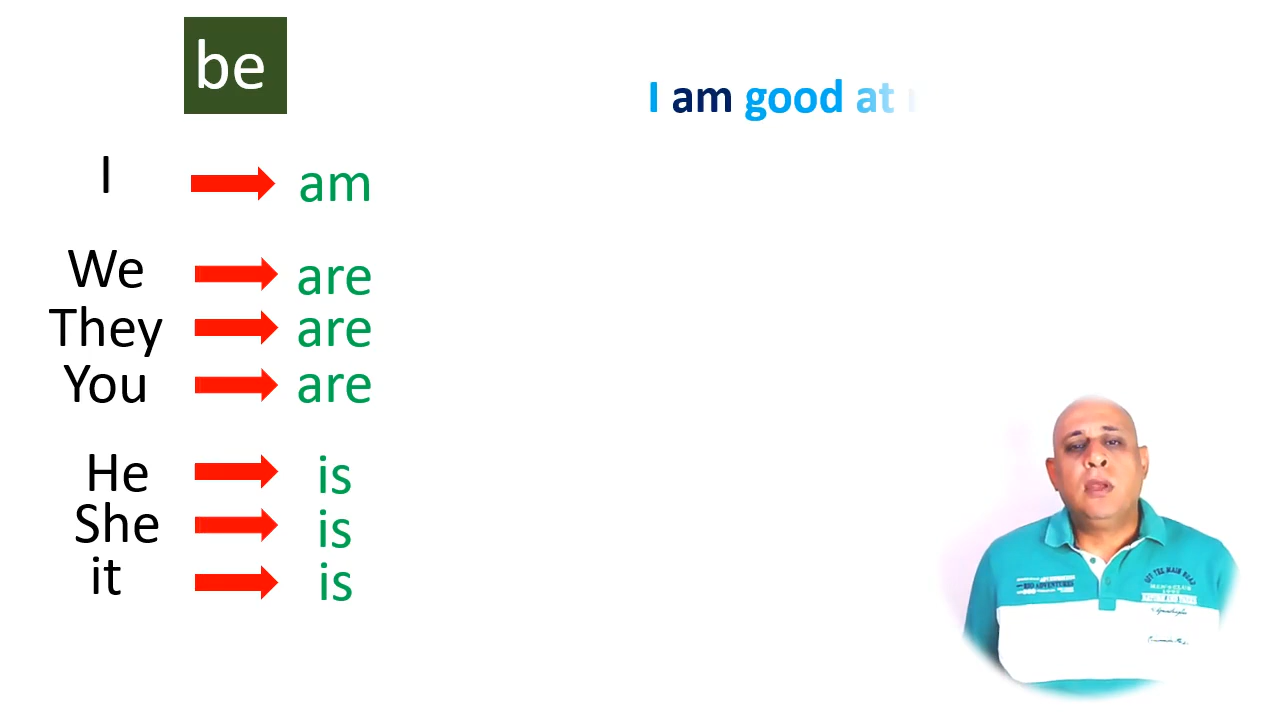 be
I am good at
I am
We are
They are
You are
He is
She is
it is